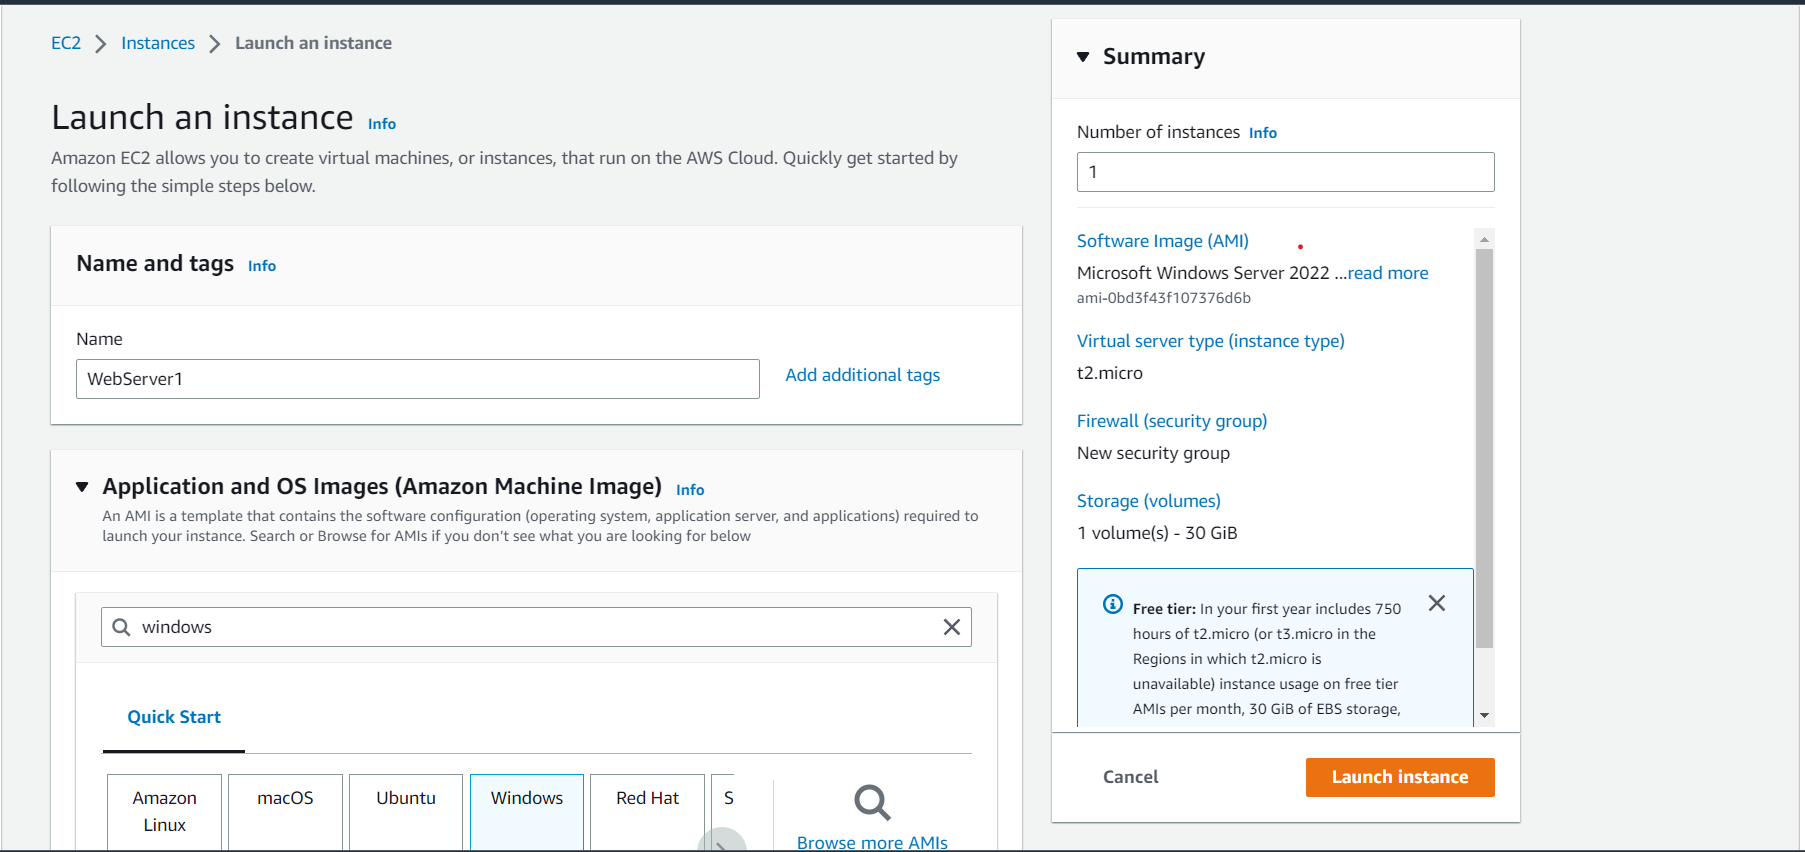 EC2 > Instances > Launch an instance
Launch an instance Info
Amazon EC2 allows you to create virtual machines, or instances, that run on the AWS Cloud. Quickly get started by
following the simple steps below.
Name and tags Info
Name
WebServer1
Add additional tags
Application and OS Images (Amazon Machine Image) Info
An AMI is a template that contains the software configuration (operating system, application server, and applications) required to
launch your instance. Search or Browse for AMIs if you don't see what you are looking for below
windows
Quick Start
Amazon
Linux
macOS
Ubuntu
Windows
Red Hat
S
Browse more AMIs
Summary
Number of instances Info
1
Software Image (AMI)
Microsoft Windows Server 2022 ...read more
ami-0bd3f43f107376d6b
Virtual server type (instance type)
t2.micro
Firewall (security group)
New security group
Storage (volumes)
1 volume(s) - 30 GiB
Free tier: In your first year includes 750
hours of t2.micro (or t3.micro in the
Regions in which t2.micro is
unavailable) instance usage on free tier
AMIs per month, 30 GiB of EBS storage,
Cancel
Launch instance